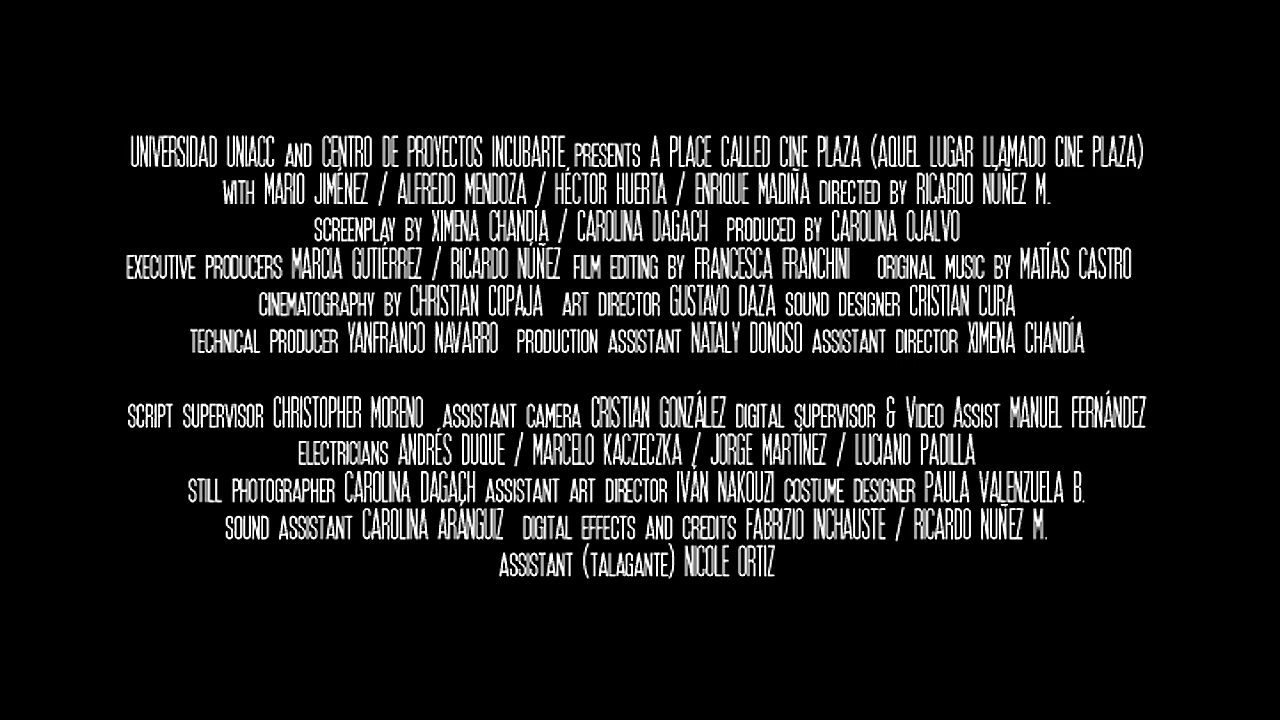 UNIVERSIDAD UNIACC AND CENTRO DE PROYECTOS INCUBARTE PRESENTS A PLACE CALLED CINE PLAZA (AQUEL LUGAR LLAMADO CINE PLAZA)
WITH MARIO JIMÉNEZ / ALFREDO MENDOZA / HÉCTOR HUERTA / ENRIQUE MADIÑA DIRECTED BY RICARDO NÚÑEZ M.
SCREENPLAY BY XIMENA CHANDÍA / CAROLINA DAGACH PRODUCED BY CAROLINA OJALVO
EXECUTIVE PRODUCERS MARCIA GUTIÉRREZ / RICARDO NÚÑEZ FILM EDITING BY FRANCESCA FRANCHINI ORIGINAL MUSIC BY MATÍAS CASTRO
CINEMATOGRAPHY BY CHRISTIAN COPAJA ART DIRECTOR GUSTAVO DAZA SOUND DESIGNER CRISTIAN CURA
TECHNICAL PRODUCER YANFRANCO NAVARRO PRODUCTION ASSISTANT NATALY DONOSO ASSISTANT DIRECTOR XIMENA CHANDÍA
SCRIPT SUPERVISOR CHRISTOPHER MORENO ASSISTANT CAMERA CRISTIAN GONZÁLEZ DIGITAL SUPERVISOR & VIDEO ASSIST MANUEL FERNÁNDEZ
ELECTRICIANS ANDRÉS DUQUE / MARCELO KACZECZKA / JORGE MARTÍNEZ / LUCIANO PADILLA
STILL PHOTOGRAPHER CAROLINA DAGACH ASSISTANT ART DIRECTOR IVÁN NAKOUZI COSTUME DESIGNER PAULA VALENZUELA B.
SOUND ASSISTANT CAROLINA ARÁNGUIZ DIGITAL EFFECTS AND CREDITS FABRIZIO INCHAUSTE / RICARDO NÚÑEZ M.
ASSISTANT (TALAGANTE) NICOLE ORTIZ